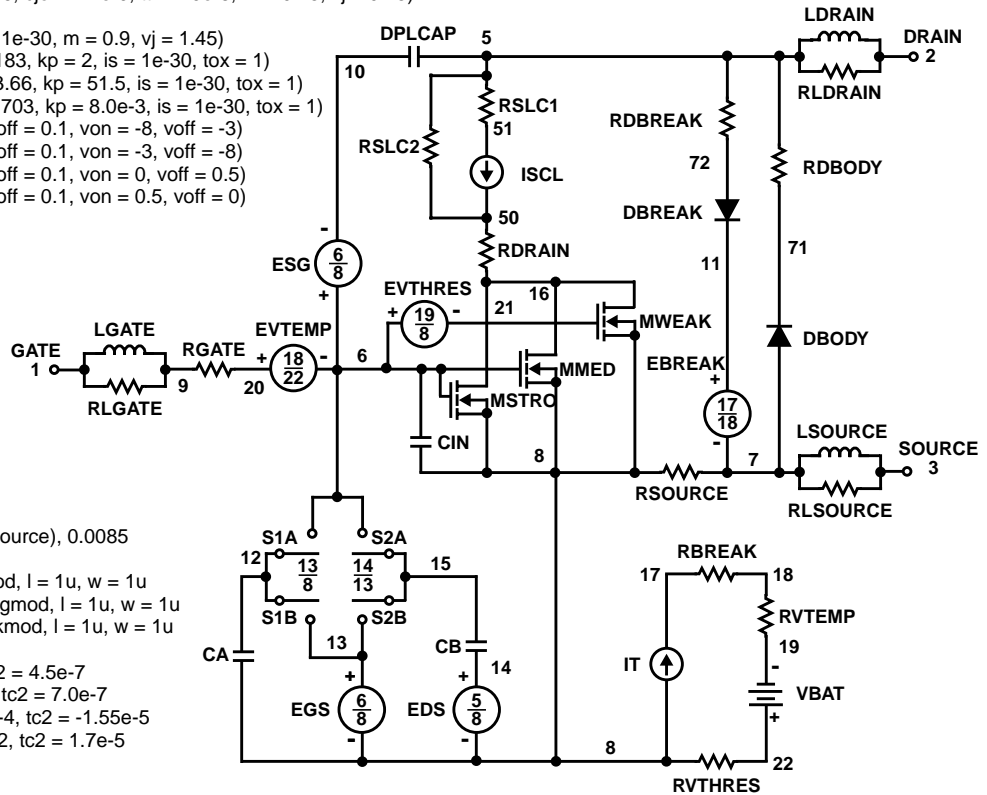 1e-30, m = 0.9, vj = 1.45)
183, kp = 2, is = 1e-30, tox = 1)
3.66, kp = 51.5, is = 1e-30, tox = 1)
703, kp = 8.0e-3, is = 1e-30, tox = 1)
off = 0.1, von = -8, voff = -3)
off = 0.1, von = -3, voff = -8)
off = 0.1, von = 0, voff = 0.5)
off = 0.1, von = 0.5, voff = 0)
LDRAIN
DPLCAP 5 DRAIN
10 2
RLDRAIN
RSLC1
51
RSLC2
ISCL
RDBREAK
72
RDBODY
DBREAK
50
71
RDRAIN
ESG
-
6
8
+
11
EVTHRES
+ 19 -
8
21
16
MWEAK
LGATE
EVTEMP
GATE
1
RGATE
+ 18 -
22
6
9
20
RLGATE
MMED
MSTRO
DBODY
EBREAK
+
17
18
-
CIN
8
7
RSOURCE
LSOURCE
SOURCE
3
RLSOURCE
ource), 0.0085
od, l = 1u, w = 1u
gmod, l = 1u, w = 1u
kmod, l = 1u, w = 1u
2 = 4.5e-7
tc2 = 7.0e-7
-4, tc2 = -1.55e-5
2, tc2 = 1.7e-5
S1A
S2A
12
13
8
14
13
15
S1B
S2B
13
CA
CB
14
+
EGS
6
8
-
+
EDS
5
8
-
8
RBREAK
17
18
RVTEMP
19
IT
-
VBAT
+
22
RVTHRES